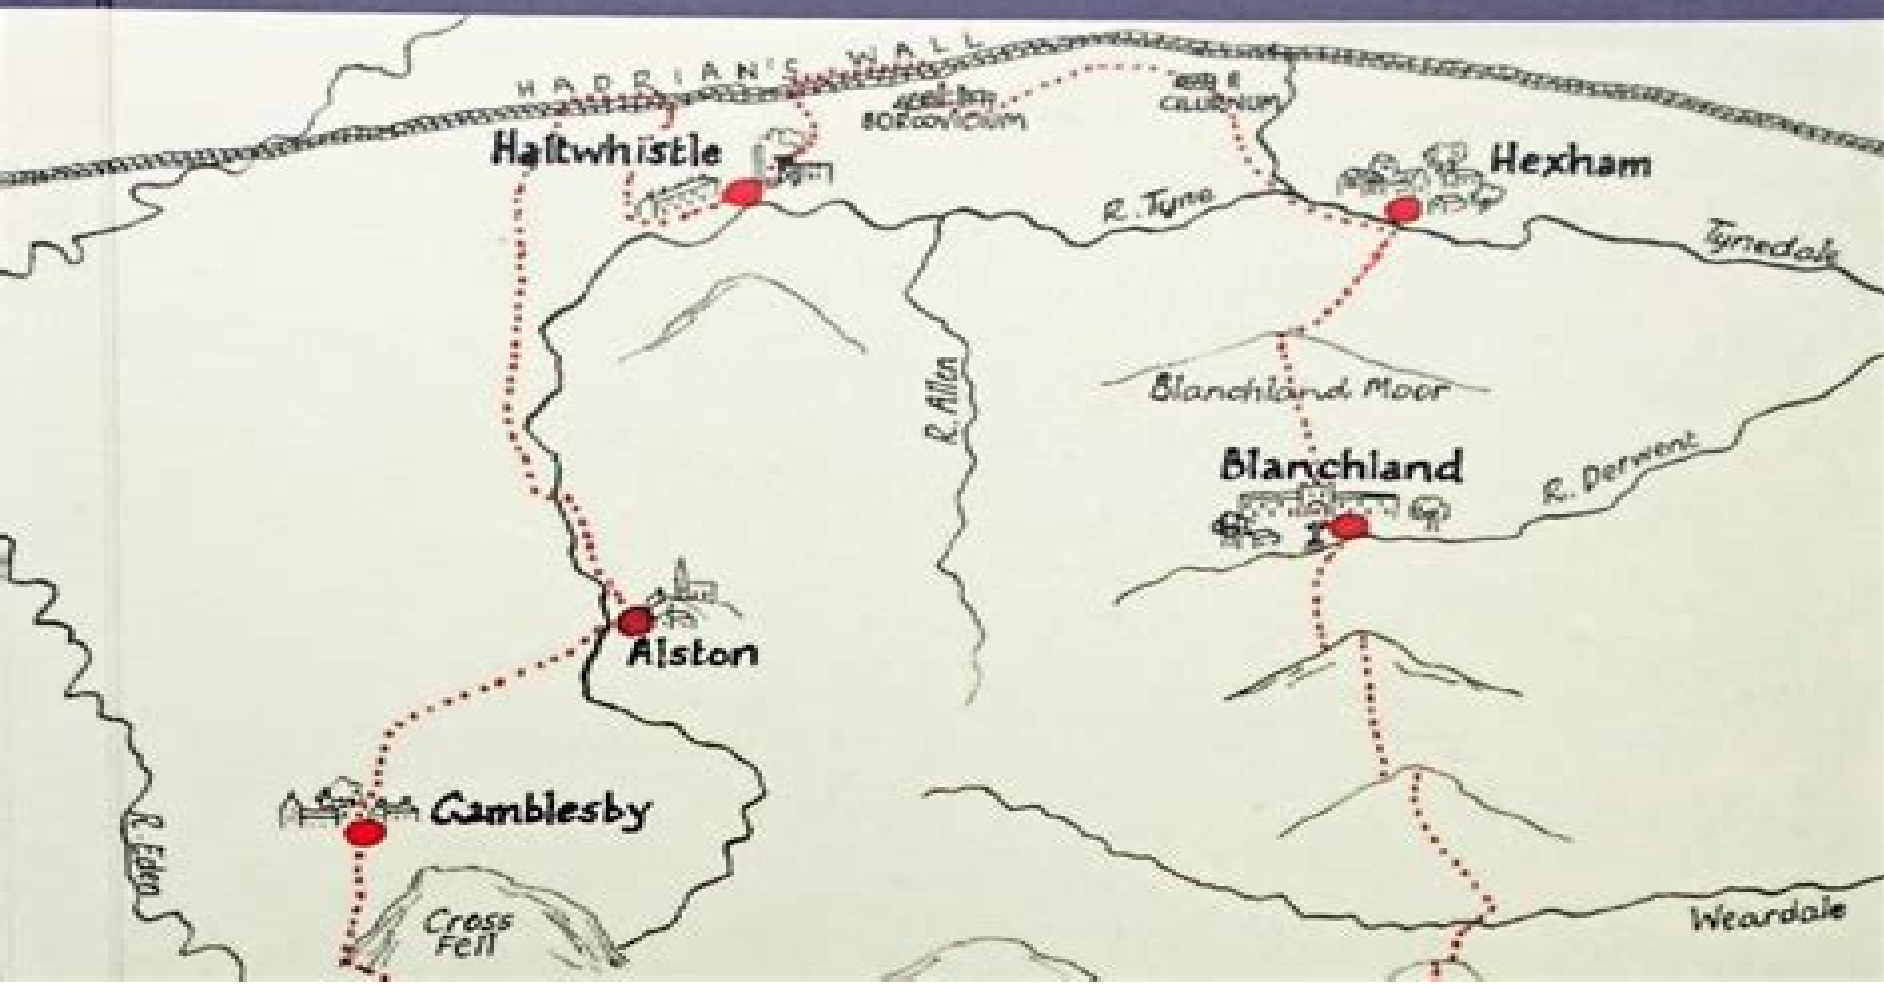 HADRIAN'S WALL
CILURNUM
BORCOVICIUM
Haltwhistle
Hexham
R. Tyne
Tynedale
R. Allen
Blanchland Moor
Blanchland
R. Derwent
Alston
Gamblesby
R. Eden
Cross
Fell
Weardale